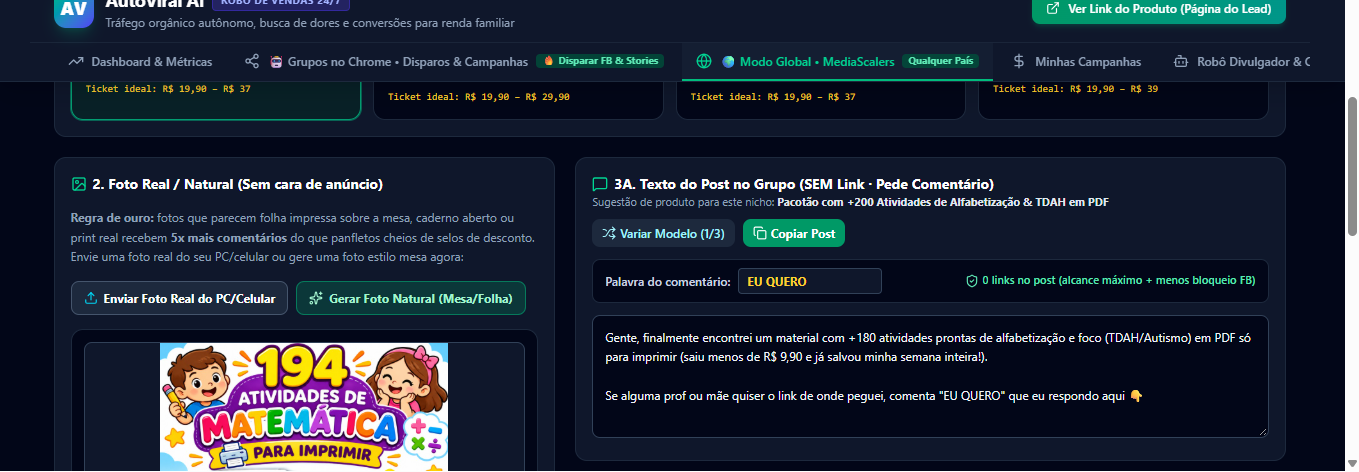 AV
AutoViral AI
ROBÔ DE VENDAS 24/7
Tráfego orgânico autônomo, busca de dores e conversões para renda familiar
Ver Link do Produto (Página do Lead)
Dashboard & Métricas
Grupos no Chrome • Disparos & Campanhas
Disparar FB & Stories
Modo Global • MediaScalers
Qualquer País
Minhas Campanhas
Robô Divulgador & C
Ticket ideal: R$ 19,90 – R$ 37
Ticket ideal: R$ 19,90 – R$ 29,90
Ticket ideal: R$ 19,90 – R$ 37
Ticket ideal: R$ 19,90 – R$ 39
2. Foto Real / Natural (Sem cara de anúncio)
Regra de ouro: fotos que parecem folha impressa sobre a mesa, caderno aberto ou
print real recebem 5x mais comentários do que panfletos cheios de selos de desconto.
Envie uma foto real do seu PC/celular ou gere uma foto estilo mesa agora:
Enviar Foto Real do PC/Celular
Gerar Foto Natural (Mesa/Folha)
194
ATIVIDADES DE
MATEMÁTICA
PARA IMPRIMIR
3A. Texto do Post no Grupo (SEM Link · Pede Comentário)
Sugestão de produto para este nicho: Pacotão com +200 Atividades de Alfabetização & TDAH em PDF
Variar Modelo (1/3)
Copiar Post
Palavra do comentário:
EU QUERO
0 links no post (alcance máximo + menos bloqueio FB)
Gente, finalmente encontrei um material com +180 atividades prontas de alfabetização e foco (TDAH/Autismo) em PDF só
para imprimir (saiu menos de R$ 9,90 e já salvou minha semana inteira!).
Se alguma prof ou mãe quiser o link de onde peguei, comenta "EU QUERO" que eu respondo aqui 👇